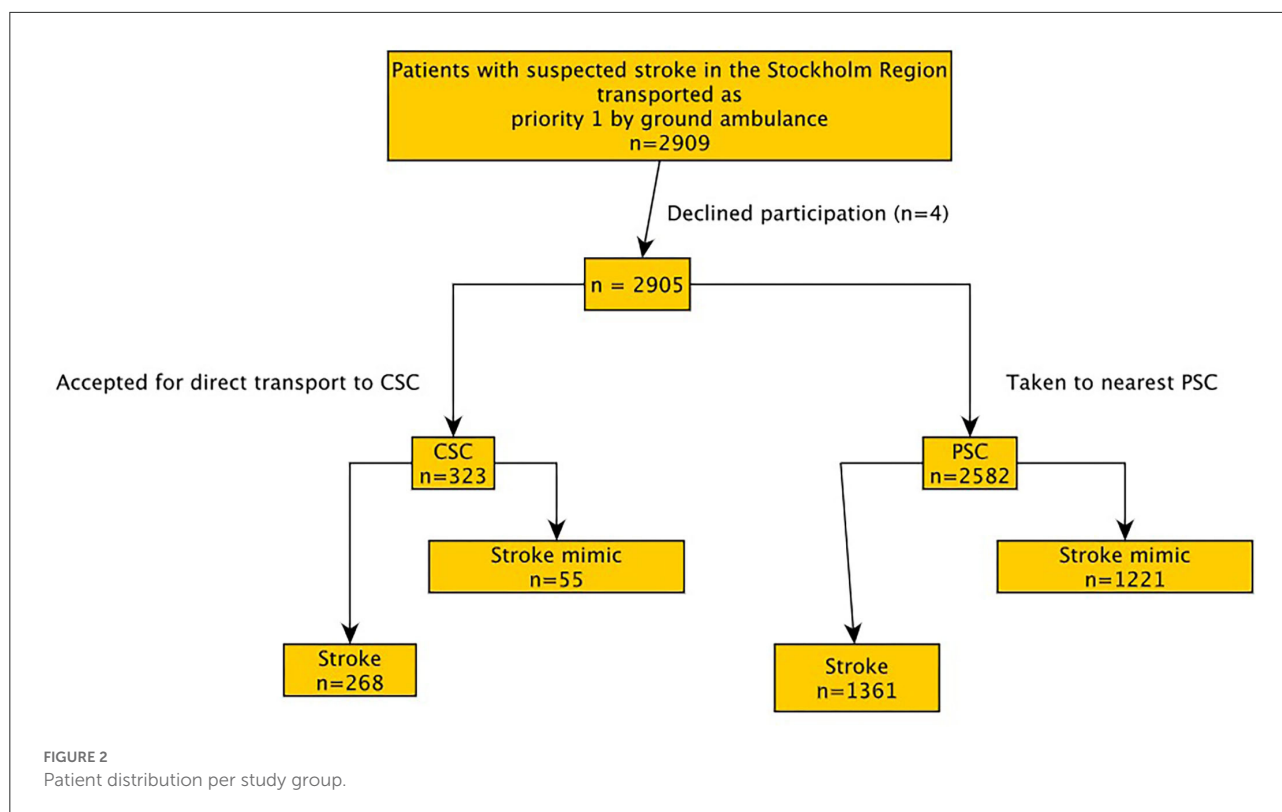 Patients with suspected stroke in the Stockholm Region
transported as
priority 1 by ground ambulance
n=2909
Declined participation (n=4)
n = 2905
Accepted for direct transport to CSC
Taken to nearest PSC
CSC
n=323
PSC
n=2582
Stroke mimic
n=55
Stroke mimic
n=1221
Stroke
n=268
Stroke
n=1361
FIGURE 2
Patient distribution per study group.